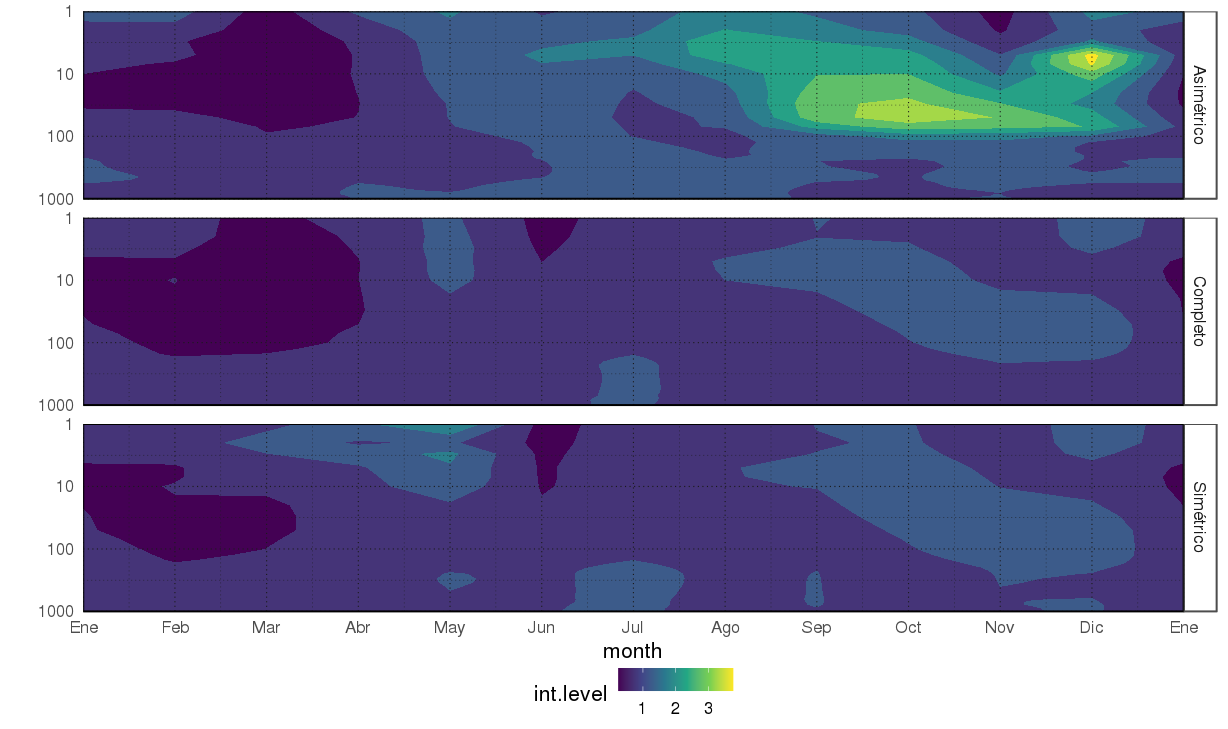 1
10
100
1000
Asimétrico
1
10
100
1000
Completo
1
10
100
1000
Simétrico
Ene Feb Mar Abr May Jun Jul Ago Sep Oct Nov Dic Ene
month
int.level
1 2 3